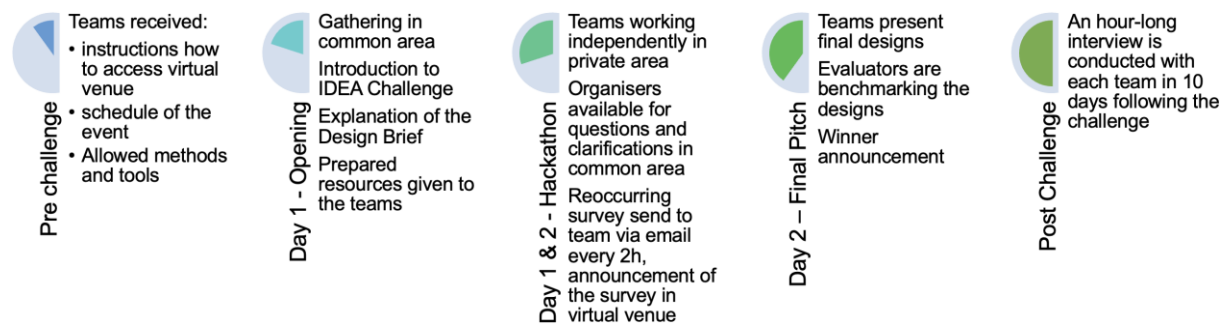 Pre challenge
Teams received:
• instructions how
to access virtual
venue
• schedule of the
event
• Allowed methods
and tools
Day 1 - Opening
Gathering in
common area
Introduction to
IDEA Challenge
Explanation of the
Design Brief
Prepared
resources given to
the teams
Day 1 & 2 - Hackathon
Teams working
independently in
private area
Organisers
available for
questions and
clarifications in
common area
Reoccurring
survey send to
team via email
every 2h,
announcement of
the survey in
virtual venue
Day 2 – Final Pitch
Teams present
final designs
Evaluators are
benchmarking the
designs
Winner
announcement
Post Challenge
An hour-long
interview is
conducted with
each team in 10
days following the
challenge